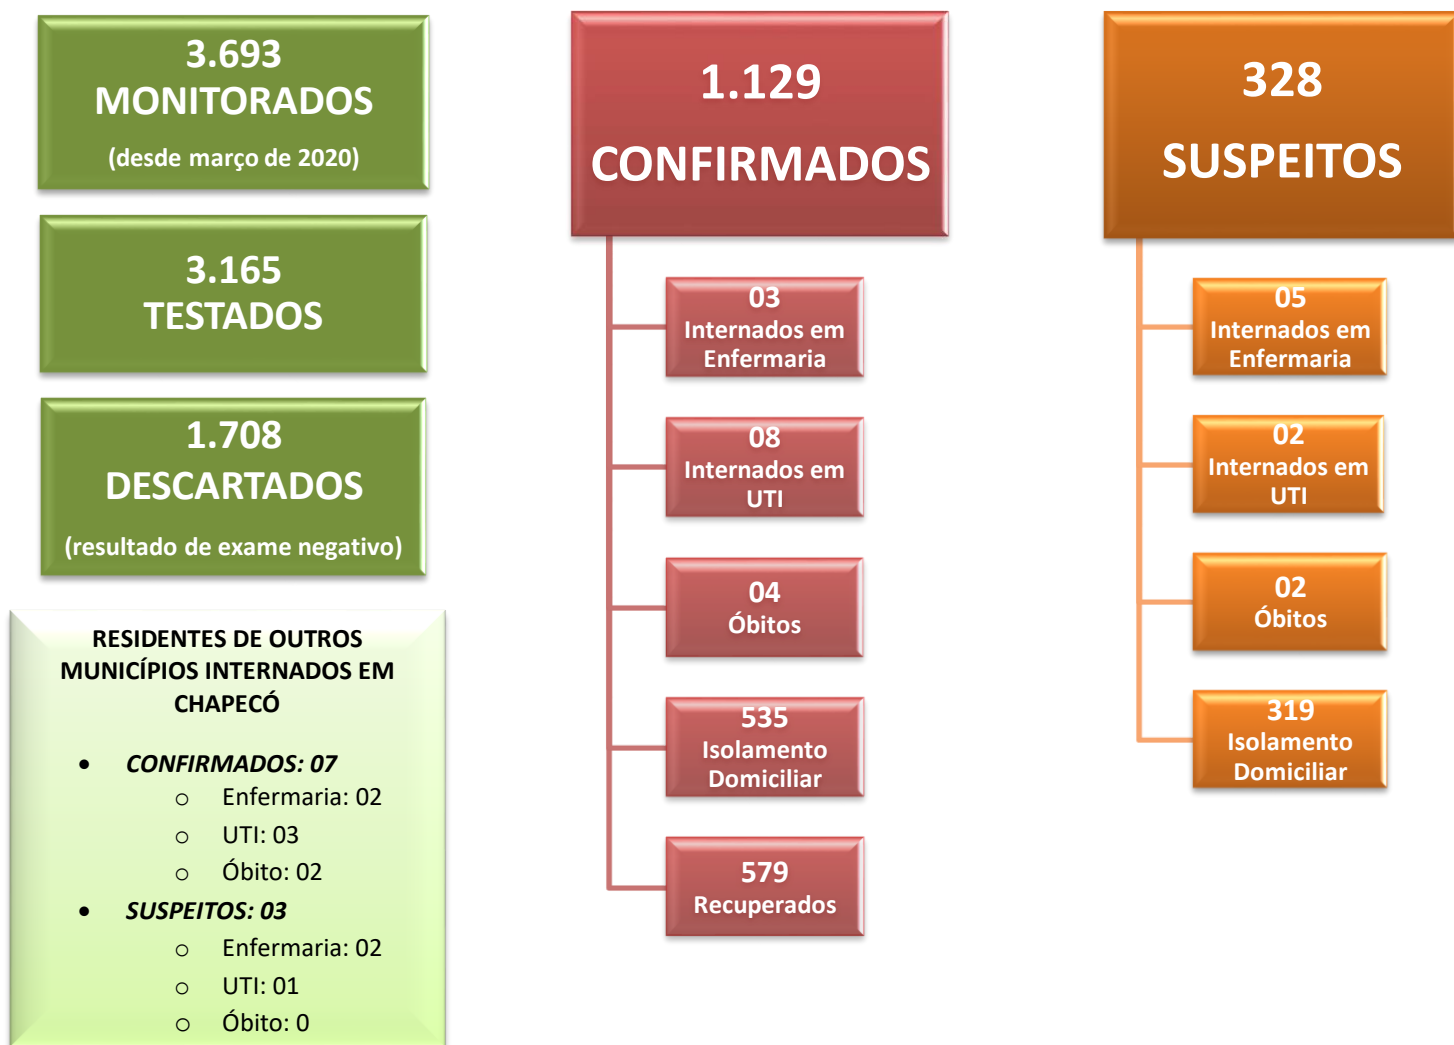 3.693
MONITORADOS
(desde março de 2020)
3.165
TESTADOS
1.708
DESCARTADOS
(resultado de exame negativo)
RESIDENTES DE OUTROS
MUNICÍPIOS INTERNADOS EM
CHAPECÓ
• CONFIRMADOS: 07
o Enfermaria: 02
o UTI: 03
o Óbito: 02
• SUSPEITOS: 03
o Enfermaria: 02
o UTI: 01
o Óbito: 0
1.129
CONFIRMADOS
03
Internados em
Enfermaria
08
Internados em
UTI
04
Óbitos
535
Isolamento
Domiciliar
579
Recuperados
328
SUSPEITOS
05
Internados em
Enfermaria
02
Internados em
UTI
02
Óbitos
319
Isolamento
Domiciliar